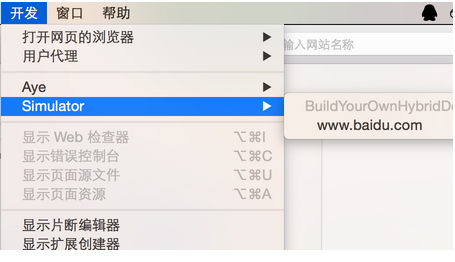 开发 窗口 帮助
打开网页的浏览器
输入网站名称
用户代理
Aye
Simulator
BuildYourOwnHybridDe
www.baidu.com
显示 Web 检查器 ⌥⌘I
显示错误控制台 ⌥⌘C
显示页面源文件 ⌥⌘U
显示页面资源 ⌥⌘A
显示片断编辑器
显示扩展创建器